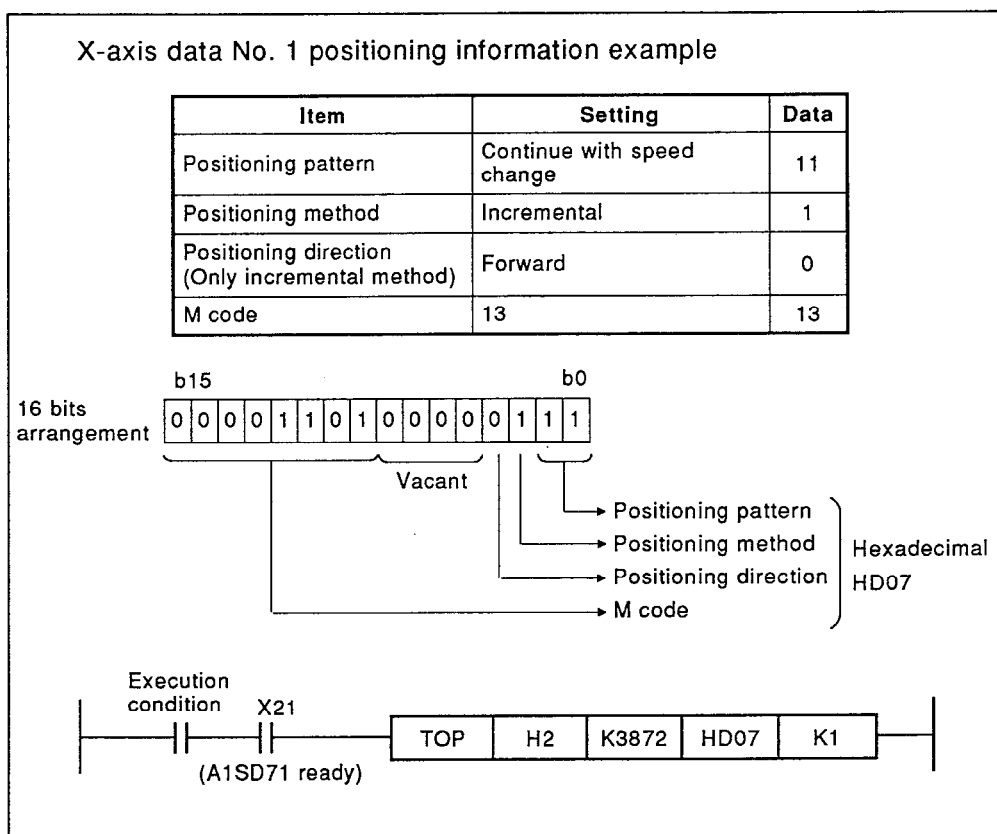 X-axis data No. 1 positioning information example
Item Setting Data
Positioning pattern Continue with speed change 11
Positioning method Incremental 1
Positioning direction (Only incremental method) Forward 0
M code 13 13
b15 b0
16 bits arrangement 0 0 0 0 1 1 0 1 0 0 0 0 0 1 1 1
Vacant
Positioning pattern
Positioning method
Positioning direction
M code
Hexadecimal
HD07
Execution
condition X21
TOP H2 K3872 HD07 K1
(A1SD71 ready)